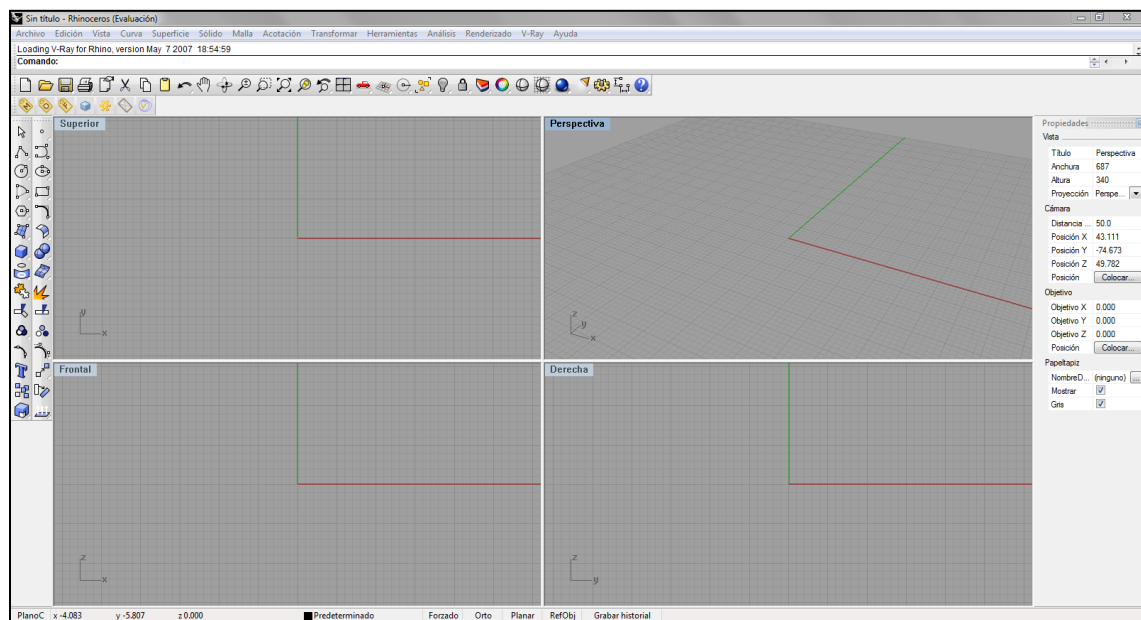 Sin título - Rhinoceros (Evaluación)
Archivo Edición Vista Curva Superficie Sólido Malla Acotación Transformar Herramientas Análisis Renderizado V-Ray Ayuda
Loading V-Ray for Rhino, version May 7 2007 18:54:59
Comando:
Superior
Perspectiva
Propiedades
Vista
Título Perspectiva
Anchura 687
Altura 340
Proyección Perspe...
Cámara
Distancia ... 50.0
Posición X 43.111
Posición Y -74.673
Posición Z 49.782
Posición Colocar...
Objetivo
Objetivo X 0.000
Objetivo Y 0.000
Objetivo Z 0.000
Posición Colocar...
Papeltapiz
NombreD... (ninguno) ...
Mostrar
Gris
y
x
z
y
x
Frontal
Derecha
z
x
z
y
PlanoC x -4.083 y -5.807 z 0.000 Predeterminado Forzado Orto Planar RefObj Grabar historial